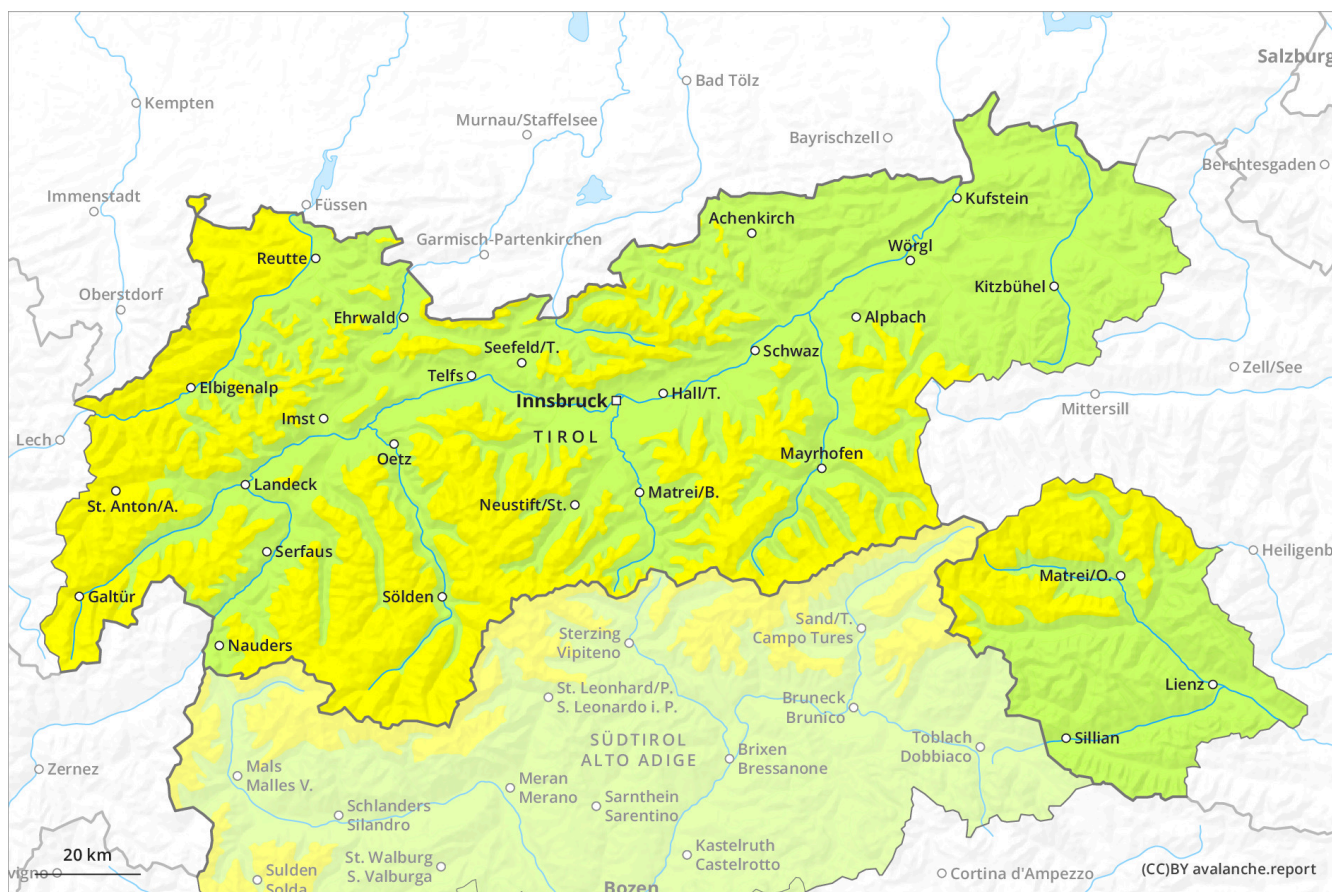 Salzburg
Bad Tölz
Kempten
Murnau/Staffelsee
Bayrischzell
Berchtesgaden
Immenstadt
Füssen
Kufstein
Achenkirch
Garmisch-Partenkirchen
Wörgl
Reutte
Kitzbühel
Oberstdorf
Ehrwald
Alpbach
Seefeld/T.
Schwaz
Zell/See
Telfs
Elbigenalp
Hall/T.
Innsbruck
Mittersill
Imst
TIROL
Lech
Oetz
Mayrhofen
Landeck
Matrei/B.
St. Anton/A.
Neustift/St.
Serfaus
Heiligenb
Matrei/O.
Galtür
Sölden
Sand/T.
Campo Tures
Sterzing
Vipiteno
Nauders
Lienz
St. Leonhard/P.
S. Leonardo i. P.
Bruneck
Brunico
SÜDTIROL
ALTO ADIGE
Toblach
Dobbiaco
Sillian
Brixen
Bressanone
Zernez
Mals
Malles V.
Meran
Merano
Schlanders
Silandro
Sarnthein
Sarentino
20 km
Kastelruth
Castelrotto
St. Walburg
S. Valburga
vigno
Sulden
Solda
Cortina d'Ampezzo
(CC)BY avalanche.report
Bozen